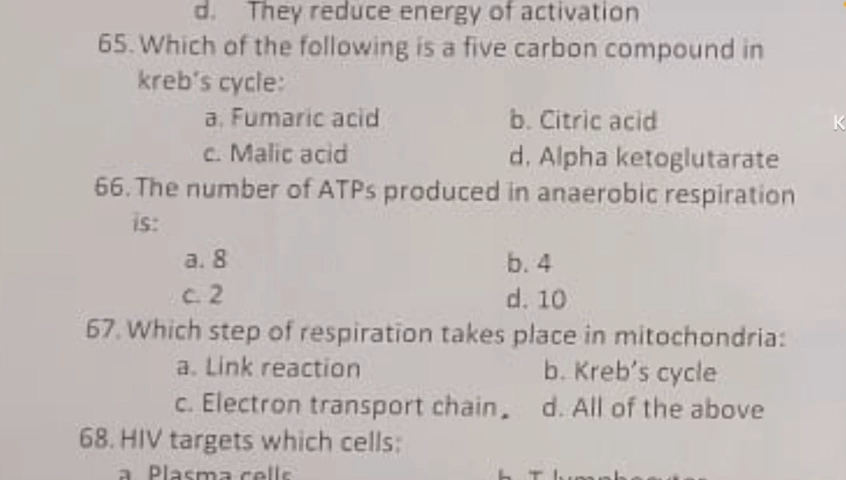 d. They reduce energy of activation
65. Which of the following is a five carbon compound in
kreb's cycle:
a. Fumaric acid b. Citric acid
K
c. Malic acid d. Alpha ketoglutarate
66. The number of ATPs produced in anaerobic respiration
is:
a. 8 b. 4
c. 2 d. 10
67. Which step of respiration takes place in mitochondria:
a. Link reaction b. Kreb's cycle
c. Electron transport chain. d. All of the above
68. HIV targets which cells:
a. Plasma cells b. T lymphocytes